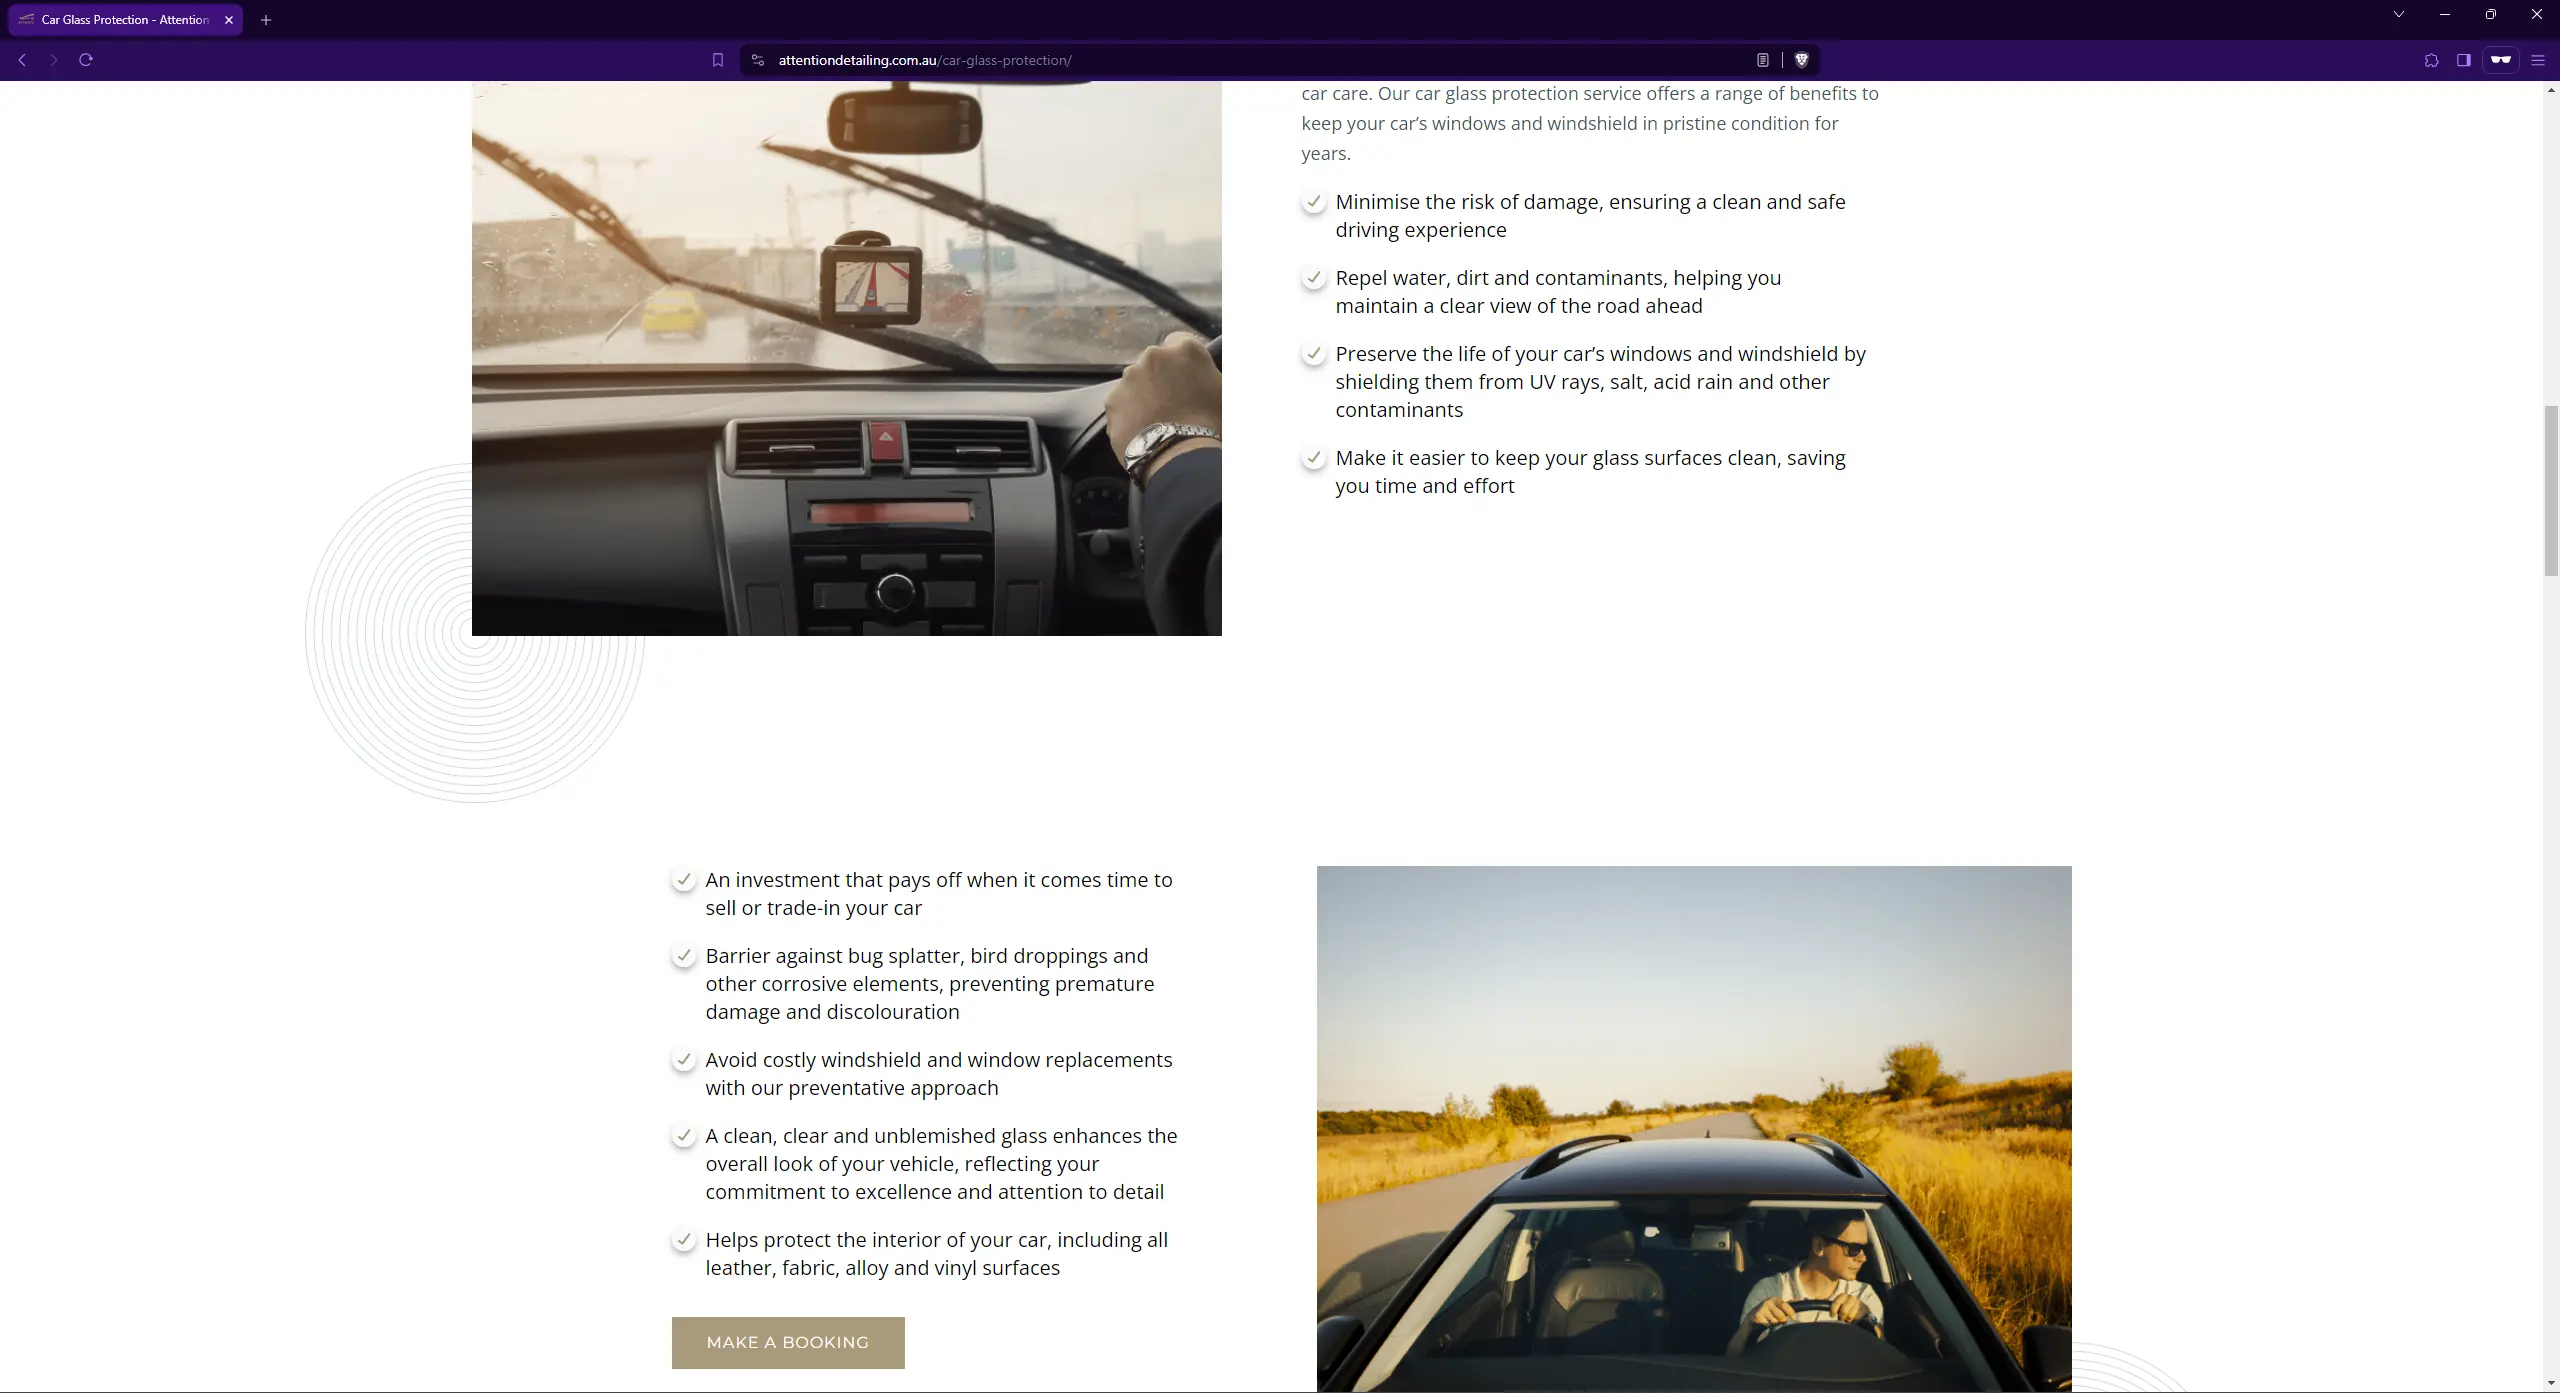 Car Glass Protection - Attention
attentiondetailing.com.au/car-glass-protection/
car care. Our car glass protection service offers a range of benefits to
keep your car’s windows and windshield in pristine condition for
years.
Minimise the risk of damage, ensuring a clean and safe
driving experience
Repel water, dirt and contaminants, helping you
maintain a clear view of the road ahead
Preserve the life of your car’s windows and windshield by
shielding them from UV rays, salt, acid rain and other
contaminants
Make it easier to keep your glass surfaces clean, saving
you time and effort
An investment that pays off when it comes time to
sell or trade-in your car
Barrier against bug splatter, bird droppings and
other corrosive elements, preventing premature
damage and discolouration
Avoid costly windshield and window replacements
with our preventative approach
A clean, clear and unblemished glass enhances the
overall look of your vehicle, reflecting your
commitment to excellence and attention to detail
Helps protect the interior of your car, including all
leather, fabric, alloy and vinyl surfaces
MAKE A BOOKING